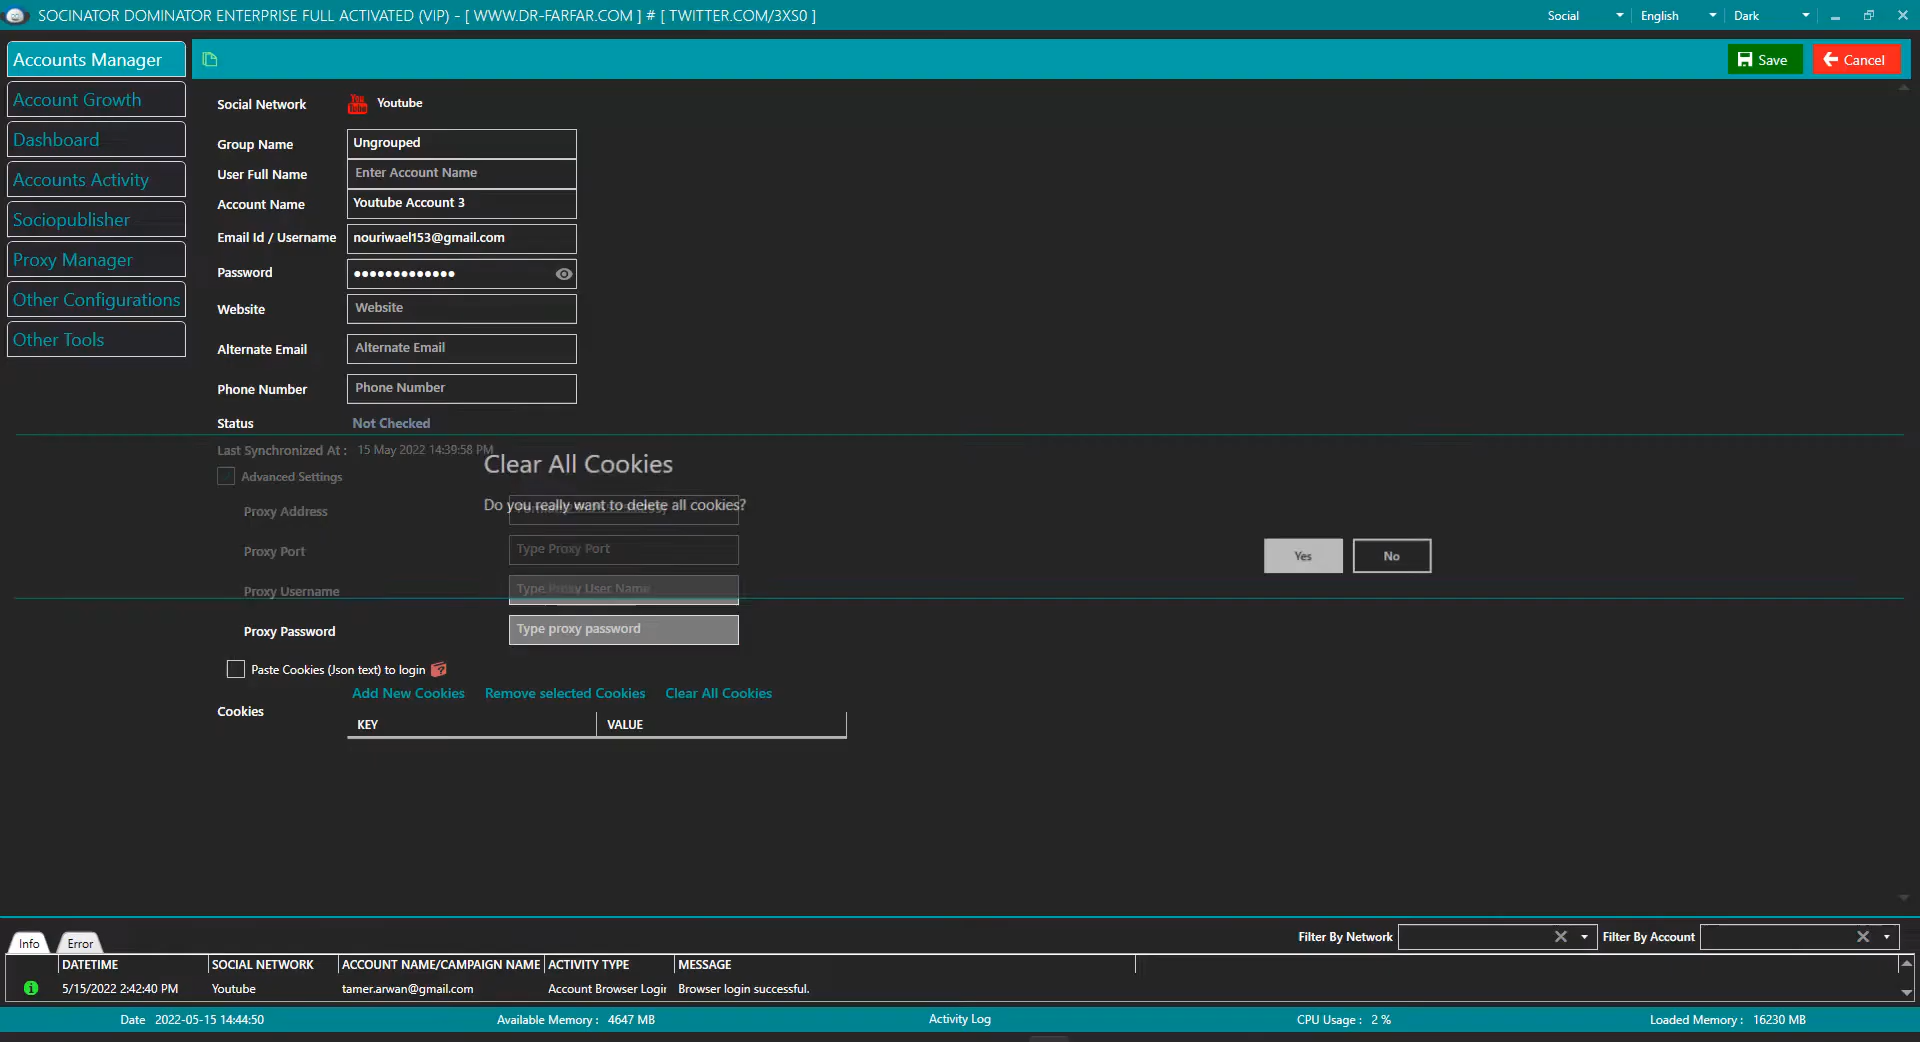 SOCINATOR DOMINATOR ENTERPRISE FULL ACTIVATED (VIP) - [ WWW.DR-FARFAR.COM ] # [ TWITTER.COM/3XS0 ]
Social English Dark
Accounts Manager
Account Growth
Dashboard
Accounts Activity
Sociopublisher
Proxy Manager
Other Configurations
Other Tools
Save Cancel
Social Network Youtube
Group Name Ungrouped
User Full Name Enter Account Name
Account Name Youtube Account 3
Email Id / Username nouriwael153@gmail.com
Password •••••••••••••
Website Website
Alternate Email Alternate Email
Phone Number Phone Number
Status Not Checked
Last Synchronized At : 15 May 2022 14:39:58 PM
Clear All Cookies
Advanced Settings
Do you really want to delete all cookies?
Proxy Address
Proxy Port Type Proxy Port
Yes No
Proxy Username Type Proxy User Name
Proxy Password Type proxy password
Paste Cookies (Json text) to login
Add New Cookies Remove selected Cookies Clear All Cookies
Cookies
KEY VALUE
Info Error
Filter By Network Filter By Account
DATETIME SOCIAL NETWORK ACCOUNT NAME/CAMPAIGN NAME ACTIVITY TYPE MESSAGE
5/15/2022 2:42:40 PM Youtube tamer.arwan@gmail.com Account Browser Login Browser login successful.
Date 2022-05-15 14:44:50 Available Memory : 4647 MB Activity Log CPU Usage : 2 % Loaded Memory : 16230 MB